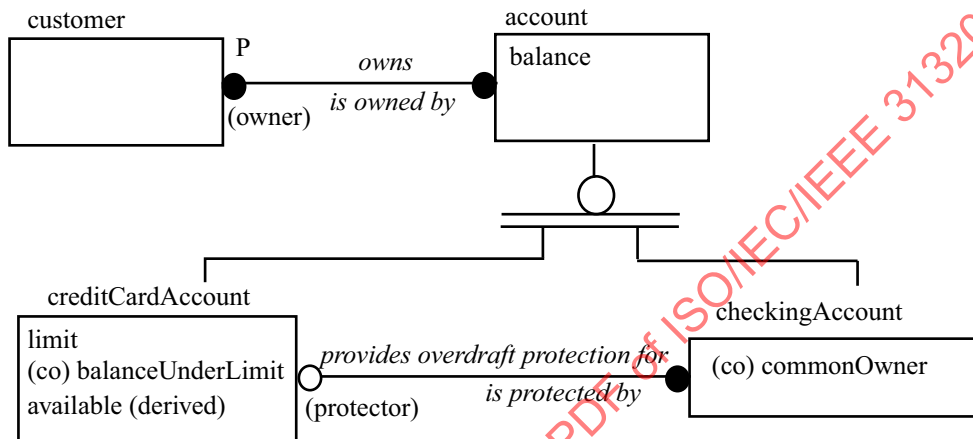 customer
account
P
owns
is owned by
(owner)
balance
creditCardAccount
checkingAccount
limit
(co) balanceUnderLimit
available (derived)
provides overdraft protection for
is protected by
(protector)
(co) commonOwner
PDF of ISO/IEC/IEEE 31320